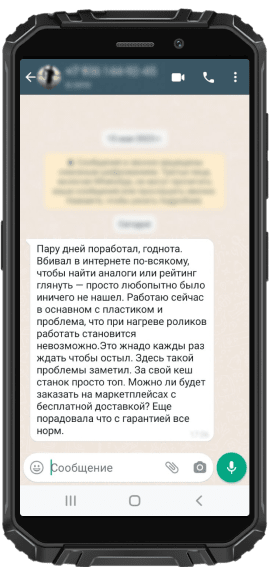 Пару дней поработал, годнота.
Вбивал в интернете по-всякому,
чтобы найти аналоги или рейтинг
глянуть — просто любопытно было
иничего не нашел. Работаю сейчас
в оснавном с пластиком и
проблема, что при нагреве роликов
работать становится
невозможно.Это жнадо кажды раз
ждать чтобы остыл. Здесь такой
проблемы заметил. За свой кеш
станок просто топ. Можно ли будет
заказать на маркетплейсах с
бесплатной доставкой? Еще
порадовала что с гарантией все
норм.
Сообщение